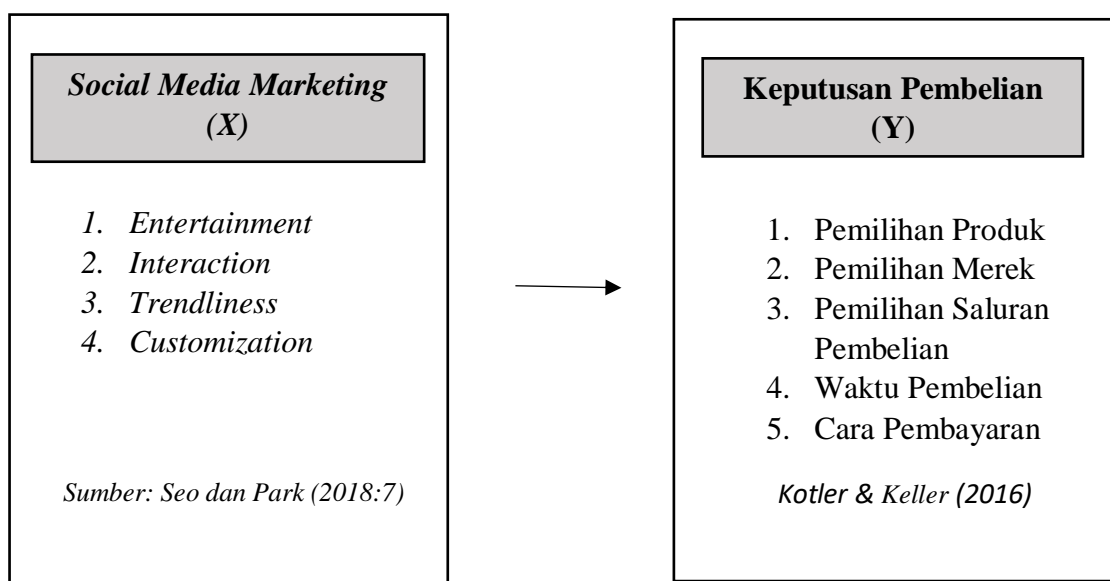 Social Media Marketing
(X)
1. Entertainment
2. Interaction
3. Trendliness
4. Customization
Sumber: Seo dan Park (2018:7)
Keputusan Pembelian
(Y)
1. Pemilihan Produk
2. Pemilihan Merek
3. Pemilihan Saluran
Pembelian
4. Waktu Pembelian
5. Cara Pembayaran
Kotler & Keller (2016)